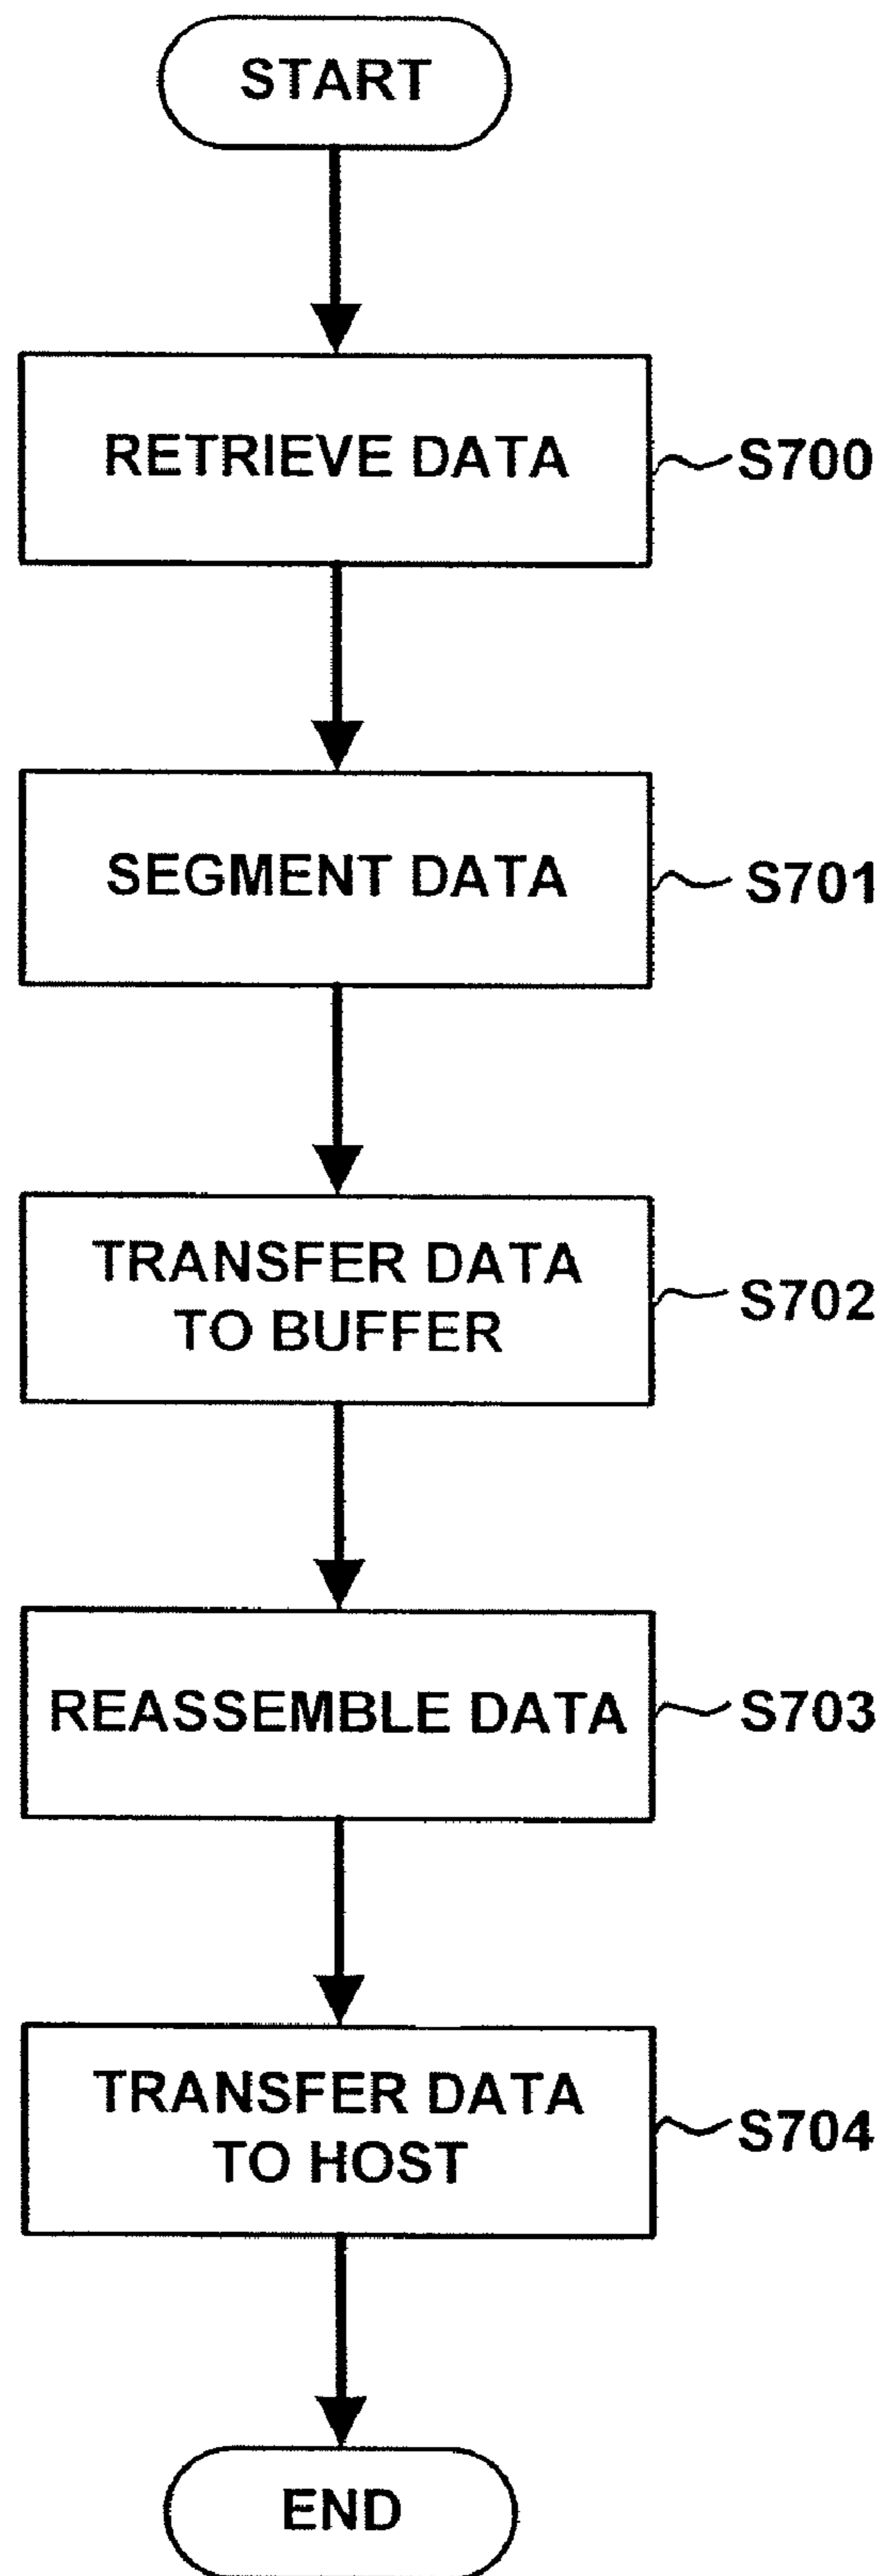 START
RETRIEVE DATA
S700
SEGMENT DATA
S701
TRANSFER DATA
TO BUFFER
S702
REASSEMBLE DATA
S703
TRANSFER DATA
TO HOST
S704
END